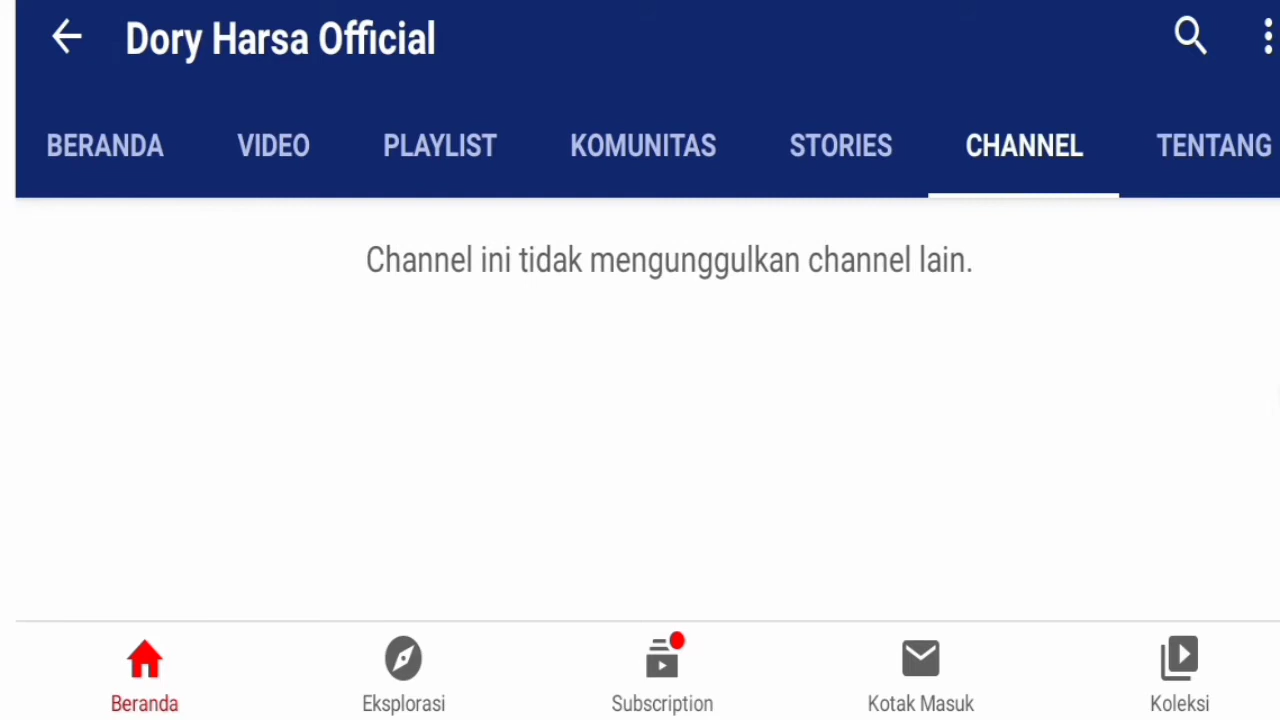 Dory Harsa Official
BERANDA VIDEO PLAYLIST KOMUNITAS STORIES CHANNEL TENTANG
Channel ini tidak mengunggulkan channel lain.
Beranda Eksplorasi Subscription Kotak Masuk Koleksi